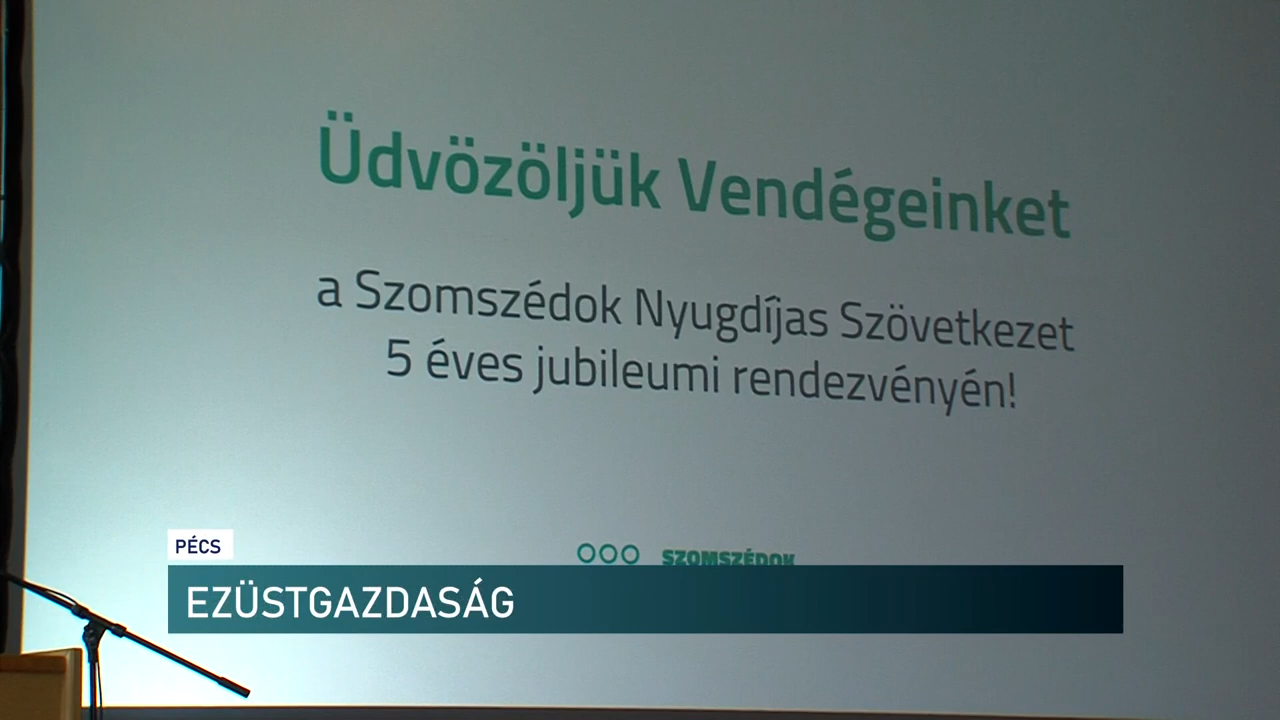 Üdvözöljük Vendégeinket
a Szomszédok Nyugdíjas Szövetkezet
5 éves jubileumi rendezvényén!
SZOMSZÉDOK
PÉCS
EZÜSTGAZDASÁG